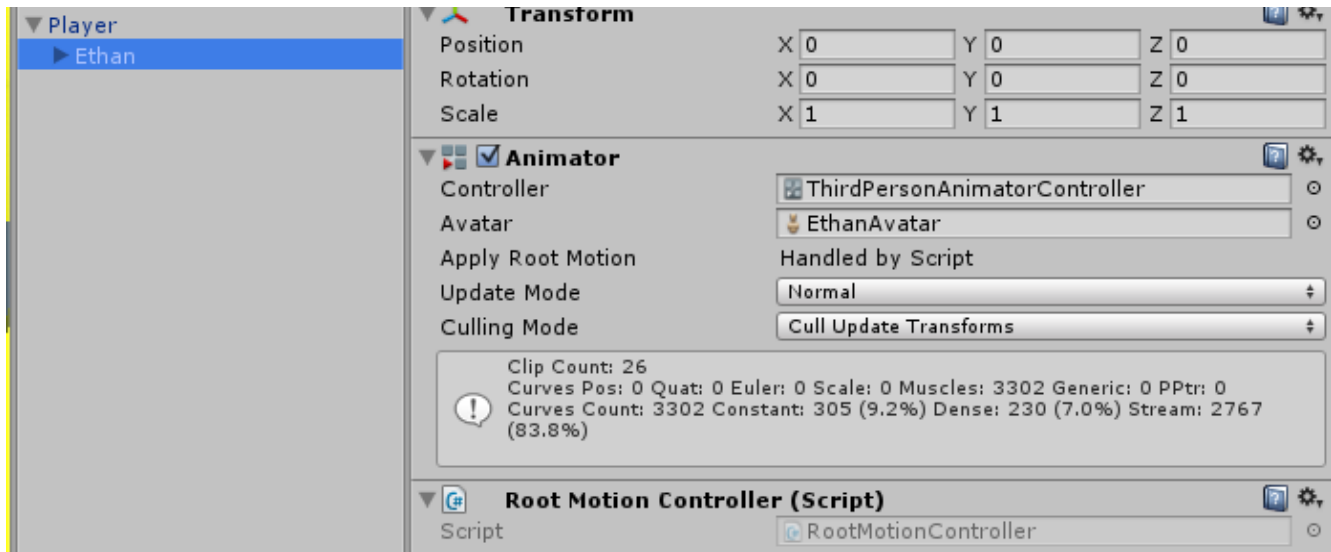 Player
Ethan
Transform
Position X 0 Y 0 Z 0
Rotation X 0 Y 0 Z 0
Scale X 1 Y 1 Z 1
Animator
Controller ThirdPersonAnimatorController
Avatar EthanAvatar
Apply Root Motion Handled by Script
Update Mode Normal
Culling Mode Cull Update Transforms
Clip Count: 26
Curves Pos: 0 Quat: 0 Euler: 0 Scale: 0 Muscles: 3302 Generic: 0 PPtr: 0
Curves Count: 3302 Constant: 305 (9.2%) Dense: 230 (7.0%) Stream: 2767
(83.8%)
Root Motion Controller (Script)
Script RootMotionController